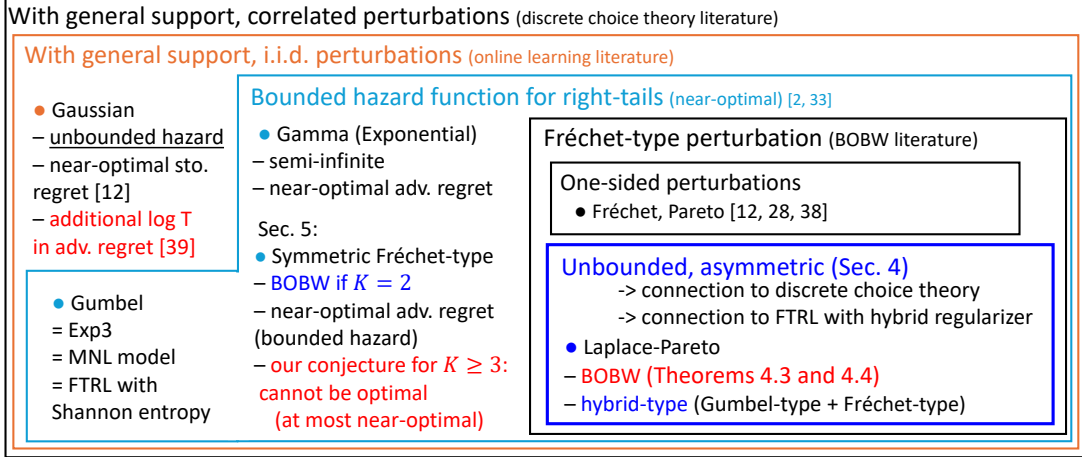 With general support, correlated perturbations (discrete choice theory literature)
With general support, i.i.d. perturbations (online learning literature)
● Gaussian
– unbounded hazard
– near-optimal sto.
regret [12]
– additional log T
in adv. regret [39]
● Gumbel
= Exp3
= MNL model
= FTRL with
Shannon entropy
Bounded hazard function for right-tails (near-optimal) [2, 33]
● Gamma (Exponential)
– semi-infinite
– near-optimal adv. regret
Sec. 5:
● Symmetric Fréchet-type
– BOBW if K = 2
– near-optimal adv. regret
(bounded hazard)
– our conjecture for K ≥ 3:
cannot be optimal
(at most near-optimal)
Fréchet-type perturbation (BOBW literature)
One-sided perturbations
● Fréchet, Pareto [12, 28, 38]
Unbounded, asymmetric (Sec. 4)
-> connection to discrete choice theory
-> connection to FTRL with hybrid regularizer
● Laplace-Pareto
– BOBW (Theorems 4.3 and 4.4)
– hybrid-type (Gumbel-type + Fréchet-type)